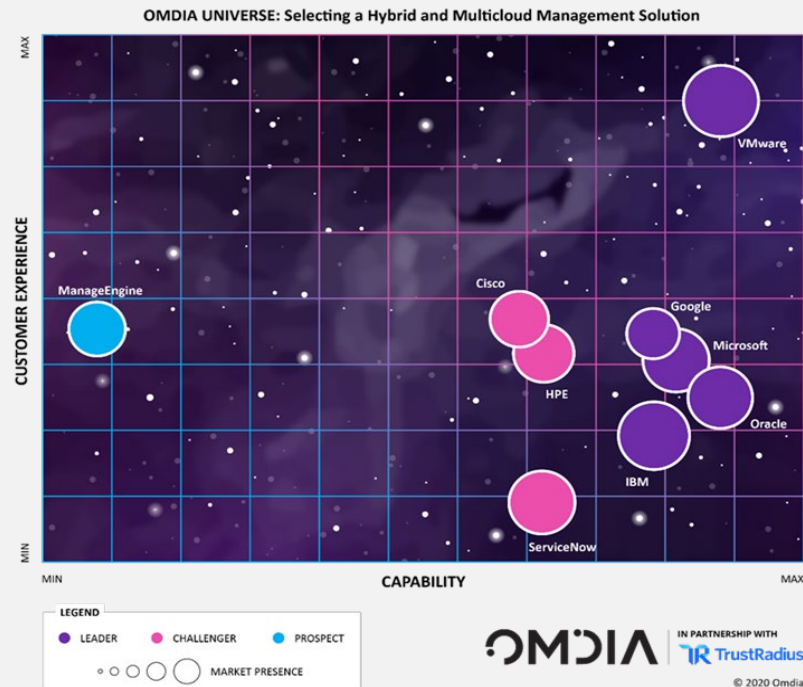 OMDIA UNIVERSE: Selecting a Hybrid and Multicloud Management Solution
MAX
CUSTOMER EXPERIENCE
VMware
ManageEngine
Cisco
Google
Microsoft
HPE
Oracle
IBM
ServiceNow
MIN
MIN
CAPABILITY
MAX
LEGEND
LEADER
CHALLENGER
PROSPECT
MARKET PRESENCE
OMDIA
IN PARTNERSHIP WITH
TR TrustRadius
© 2020 Omdia